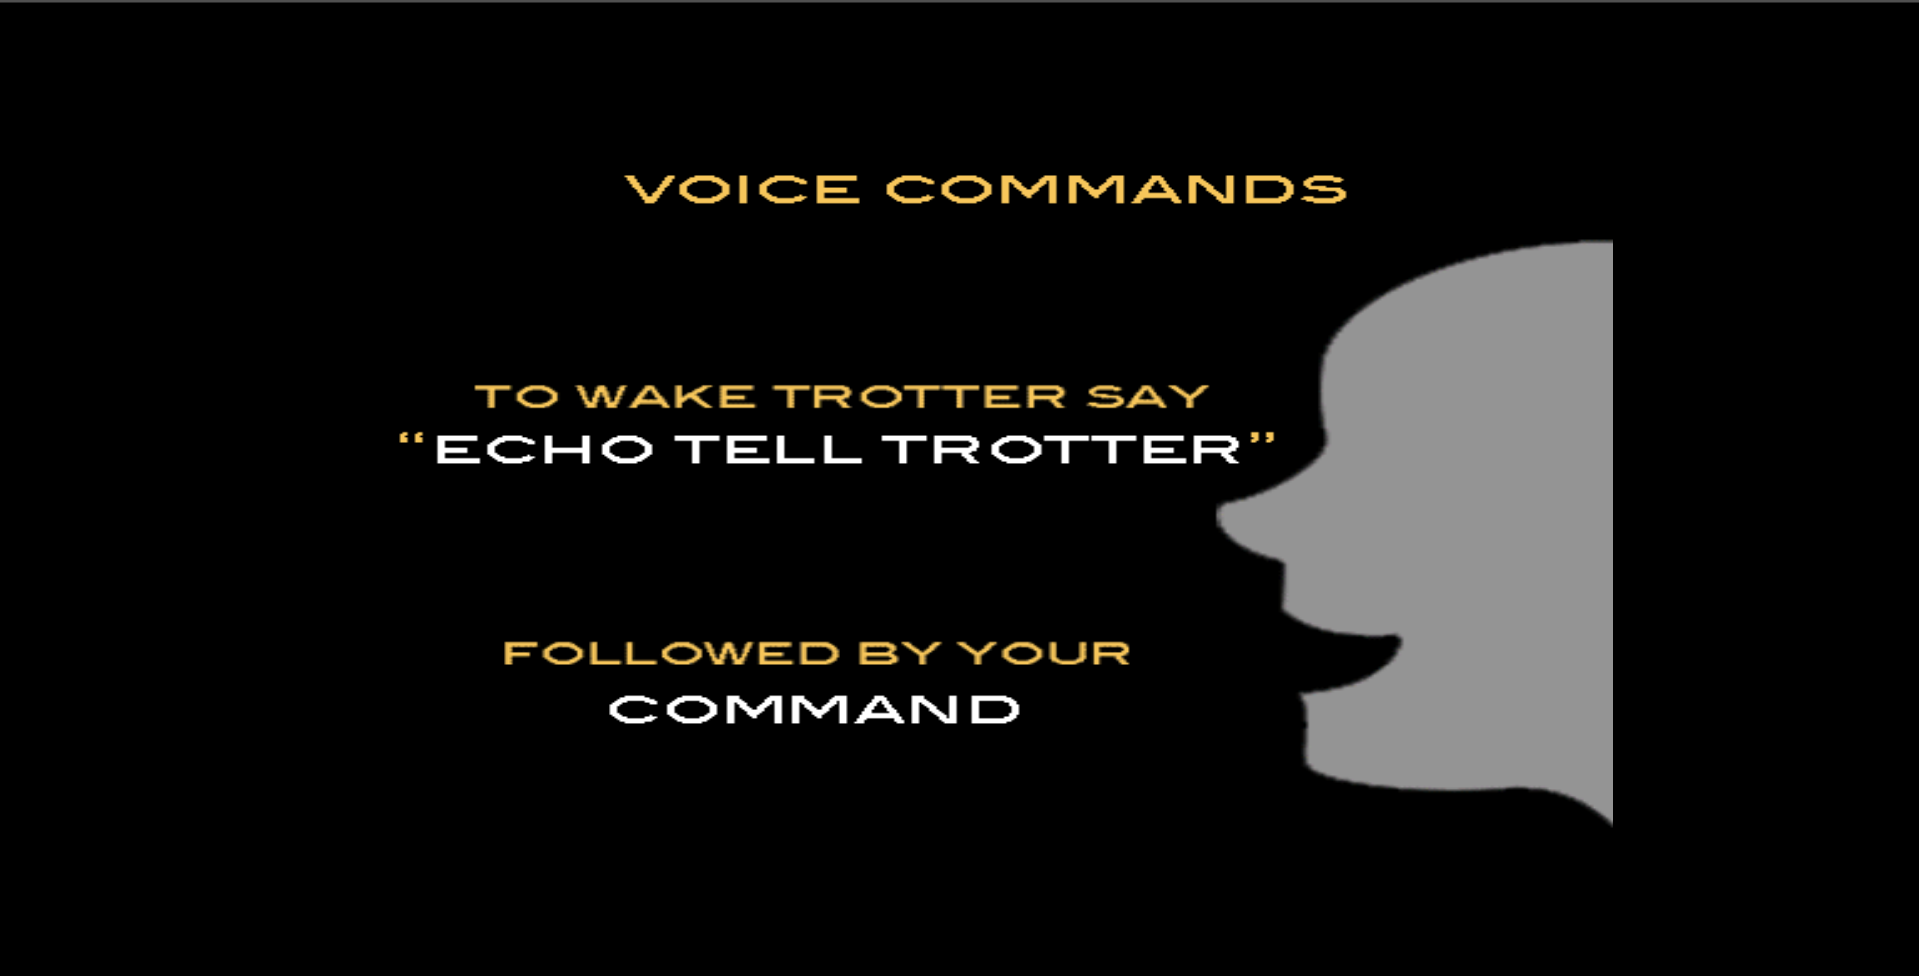 VOICE COMMANDS
TO WAKE TROTTER SAY
“ECHO TELL TROTTER”
FOLLOWED BY YOUR
COMMAND